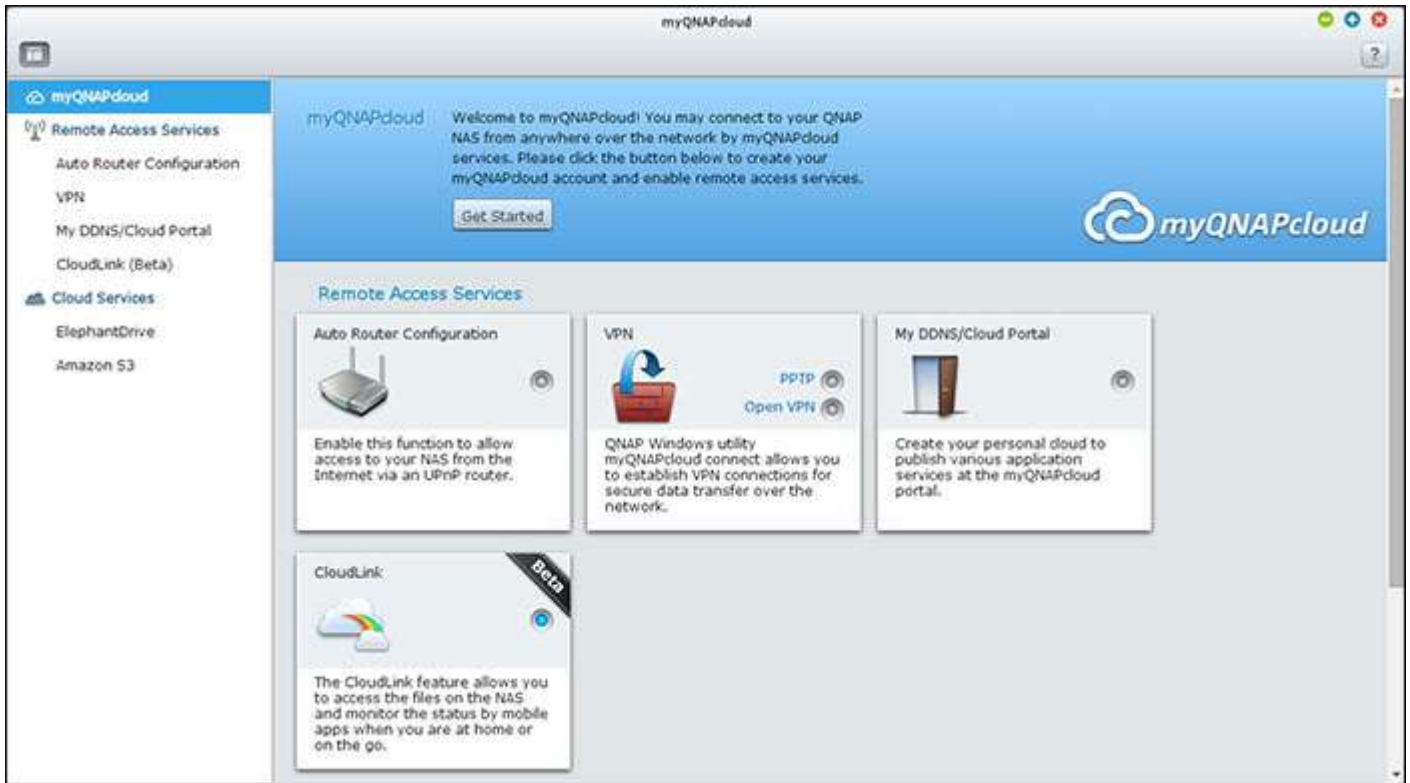 myQNAPcloud
?
myQNAPcloud
Remote Access Services
Auto Router Configuration
VPN
My DDNS/Cloud Portal
CloudLink (Beta)
Cloud Services
ElephantDrive
Amazon S3
myQNAPcloud
Welcome to myQNAPcloud! You may connect to your QNAP
NAS from anywhere over the network by myQNAPcloud
services. Please click the button below to create your
myQNAPcloud account and enable remote access services.
Get Started
myQNAPcloud
Remote Access Services
Auto Router Configuration
Enable this function to allow
access to your NAS from the
Internet via an UPnP router.
VPN
PPTP
Open VPN
QNAP Windows utility
myQNAPcloud connect allows you
to establish VPN connections for
secure data transfer over the
network.
My DDNS/Cloud Portal
Create your personal cloud to
publish various application
services at the myQNAPcloud
portal.
CloudLink
Beta
The CloudLink feature allows you
to access the files on the NAS
and monitor the status by mobile
apps when you are at home or
on the go.